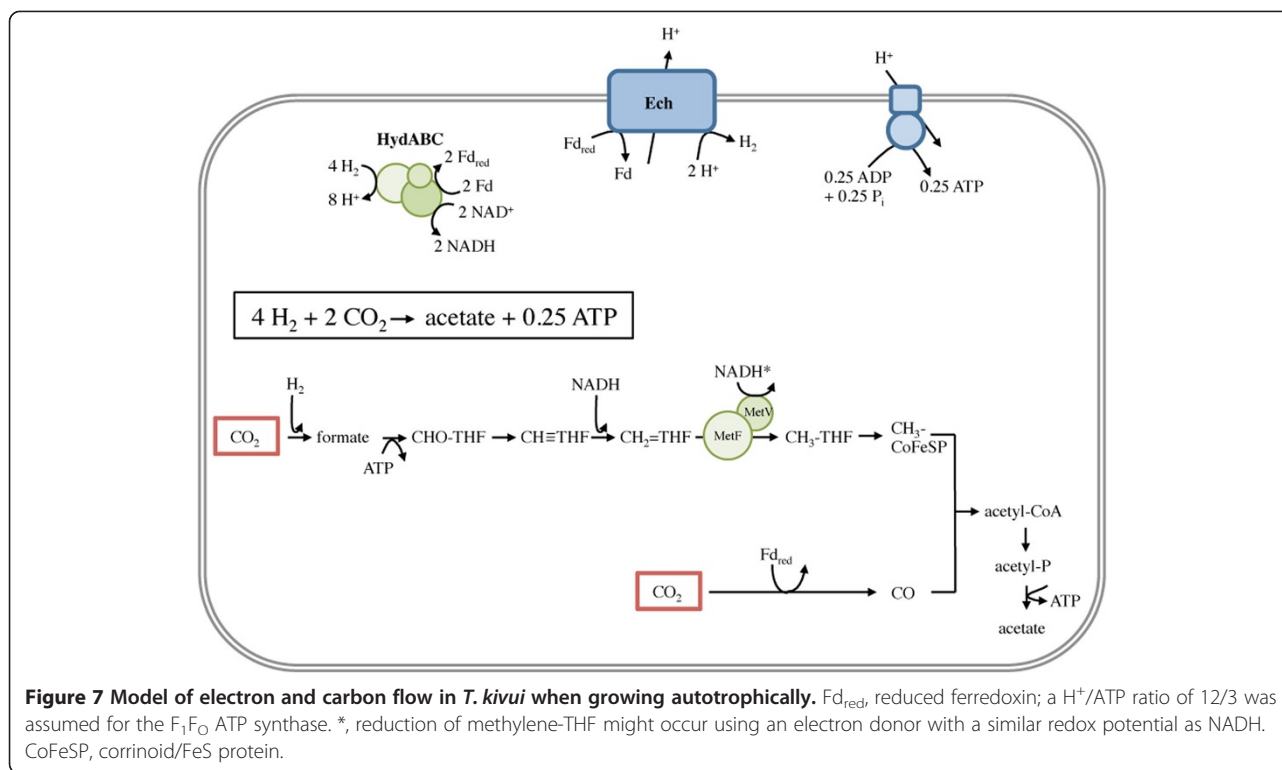 H⁺
Ech
Fd_red
Fd
2 H⁺
H₂
H⁺
0.25 ADP
+ 0.25 Pᵢ
0.25 ATP
HydABC
4 H₂
8 H⁺
2 Fd_red
2 Fd
2 NAD⁺
2 NADH
4 H₂ + 2 CO₂→ acetate + 0.25 ATP
H₂
NADH
NADH*
CO₂
formate
ATP
CHO-THF
CH≡THF
CH₂=THF
MetF
MetV
CH₃-THF
CH₃-
CoFeSP
acetyl-CoA
acetyl-P
ATP
acetate
Fd_red
CO₂
CO
Figure 7 Model of electron and carbon flow in T. kivui when growing autotrophically. Fd_red, reduced ferredoxin; a H⁺/ATP ratio of 12/3 was
assumed for the F₁F_O ATP synthase. *, reduction of methylene-THF might occur using an electron donor with a similar redox potential as NADH.
CoFeSP, corrinoid/FeS protein.